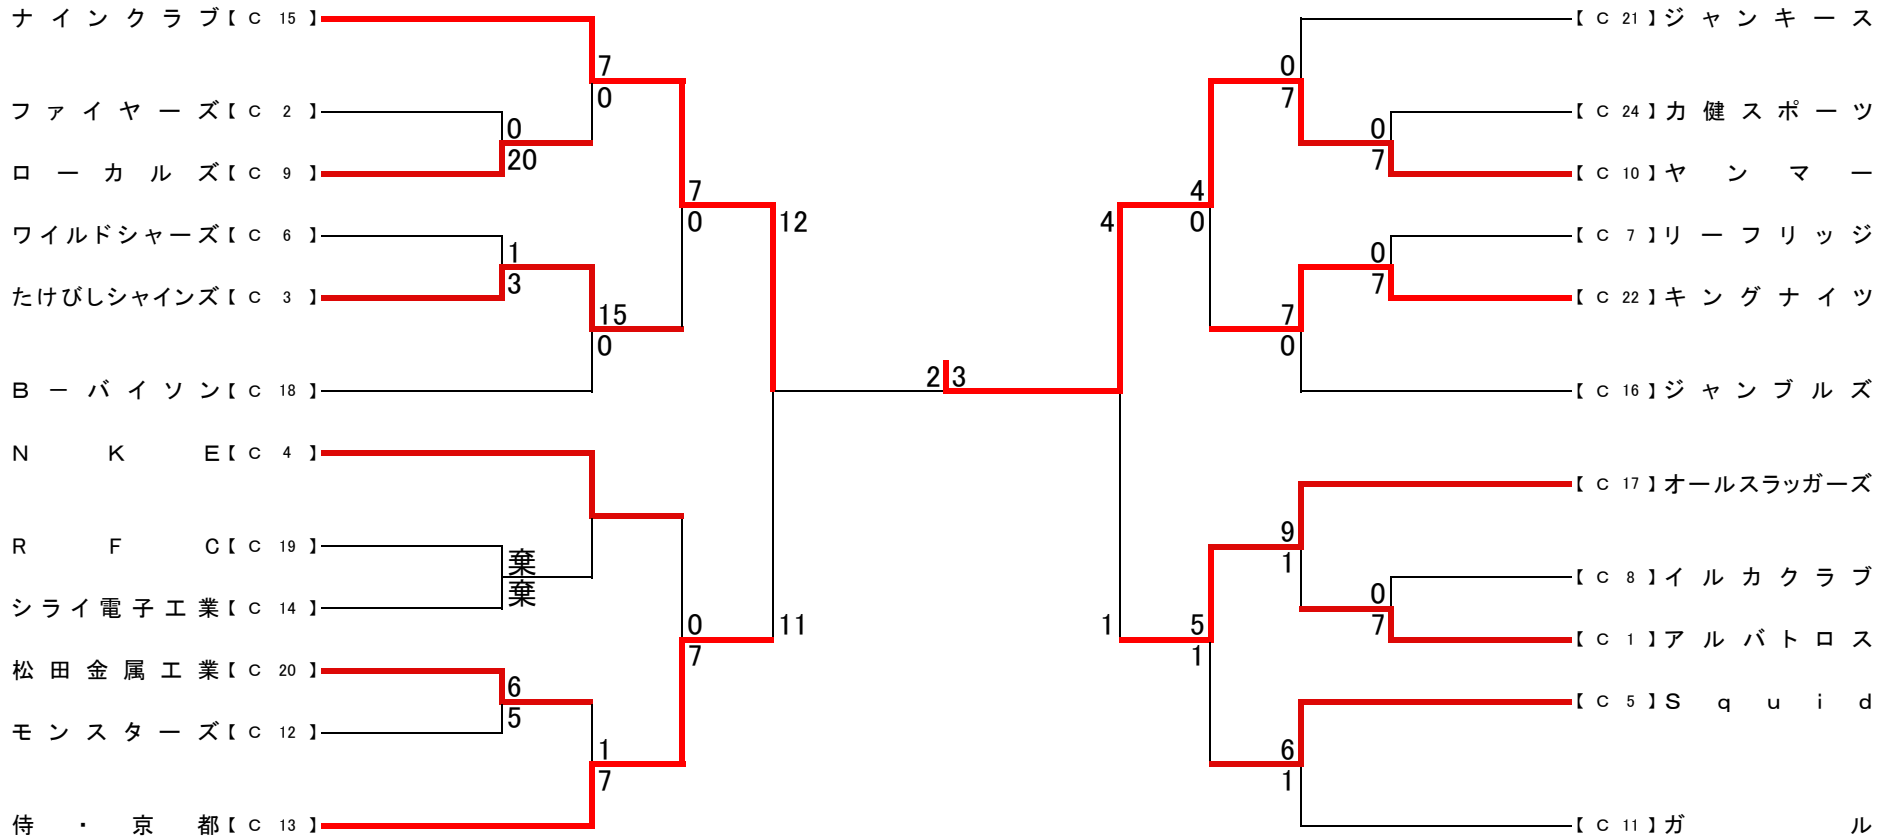 ナインクラブ【 C 15 】
7
0
ファイヤーズ【 C 2 】
0
20
ローカルズ【 C 9 】
7
0
12
ワイルドシャーズ【 C 6 】
1
3
たけびしシャインズ【 C 3 】
15
0
B－バイソン【 C 18 】
NKE【 C 4 】
RFC【 C 19 】
棄
棄
シライ電子工業【 C 14 】
0
7
11
松田金属工業【 C 20 】
6
5
モンスターズ【 C 12 】
1
7
侍・京都【 C 13 】
2 3
【 C 21 】ジャンキース
0
7
【 C 24 】力健スポーツ
0
7
【 C 10 】ヤンマー
4
0
4
【 C 7 】リーフリッジ
0
7
【 C 22 】キングナイツ
7
0
【 C 16 】ジャンブルズ
【 C 17 】オールスラッガーズ
9
1
【 C 8 】イルカクラブ
0
7
【 C 1 】アルバトロス
1
5
1
【 C 5 】Squid
6
1
【 C 11 】ガル